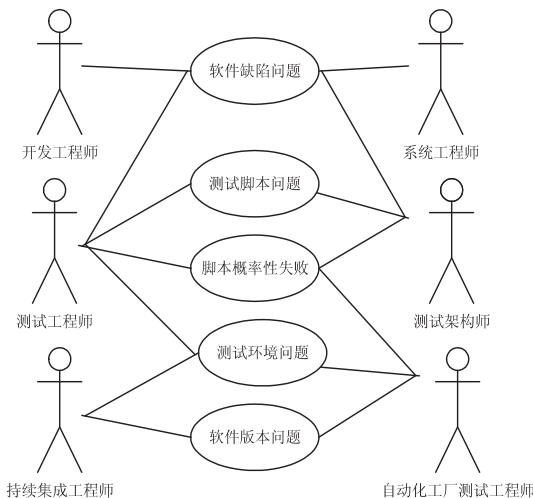 软件缺陷问题
开发工程师
系统工程师
测试脚本问题
脚本概率性失败
测试工程师
测试架构师
测试环境问题
软件版本问题
持续集成工程师
自动化工厂测试工程师